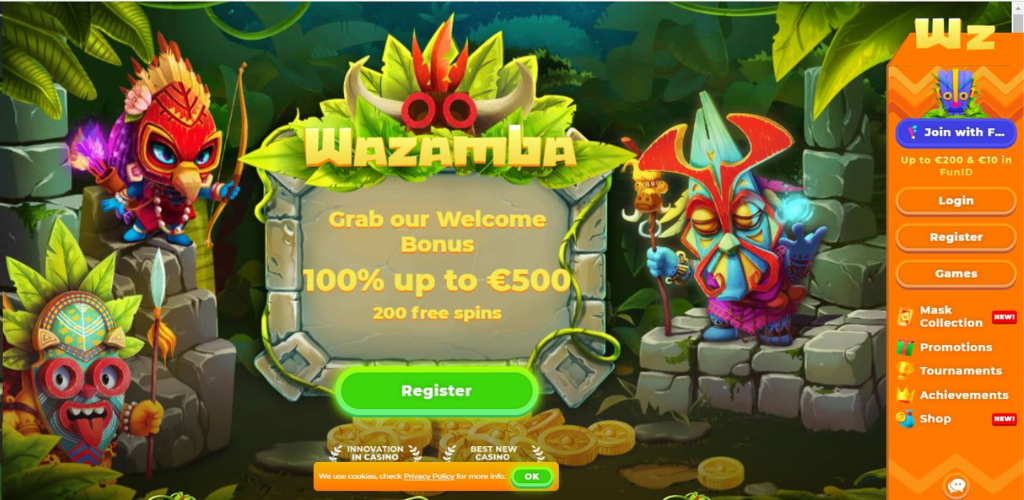 Wazamba
Grab our Welcome
Bonus
100% up to €500
200 free spins
Register
INNOVATION
IN CASINO
BEST NEW
CASINO
We use cookies, check Privacy Policy for more info.
OK
Wz
Join with F...
Up to €200 & €10 in
FunID
Login
Register
Games
Mask
Collection
NEW!
Promotions
Tournaments
Achievements
Shop
NEW!